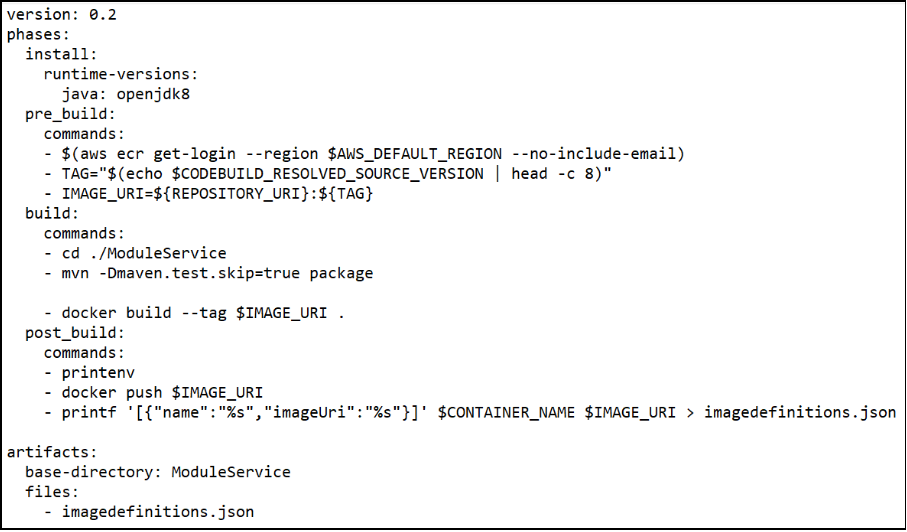 version: 0.2
phases:
  install:
    runtime-versions:
      java: openjdk8
  pre_build:
    commands:
    - $(aws ecr get-login --region $AWS_DEFAULT_REGION --no-include-email)
    - TAG="$(echo $CODEBUILD_RESOLVED_SOURCE_VERSION | head -c 8)"
    - IMAGE_URI=${REPOSITORY_URI}:${TAG}
  build:
    commands:
    - cd ./ModuleService
    - mvn -Dmaven.test.skip=true package

    - docker build --tag $IMAGE_URI .
  post_build:
    commands:
    - printenv
    - docker push $IMAGE_URI
    - printf '[{"name":"%s","imageUri":"%s"}]' $CONTAINER_NAME $IMAGE_URI > imagedefinitions.json

artifacts:
  base-directory: ModuleService
  files:
    - imagedefinitions.json